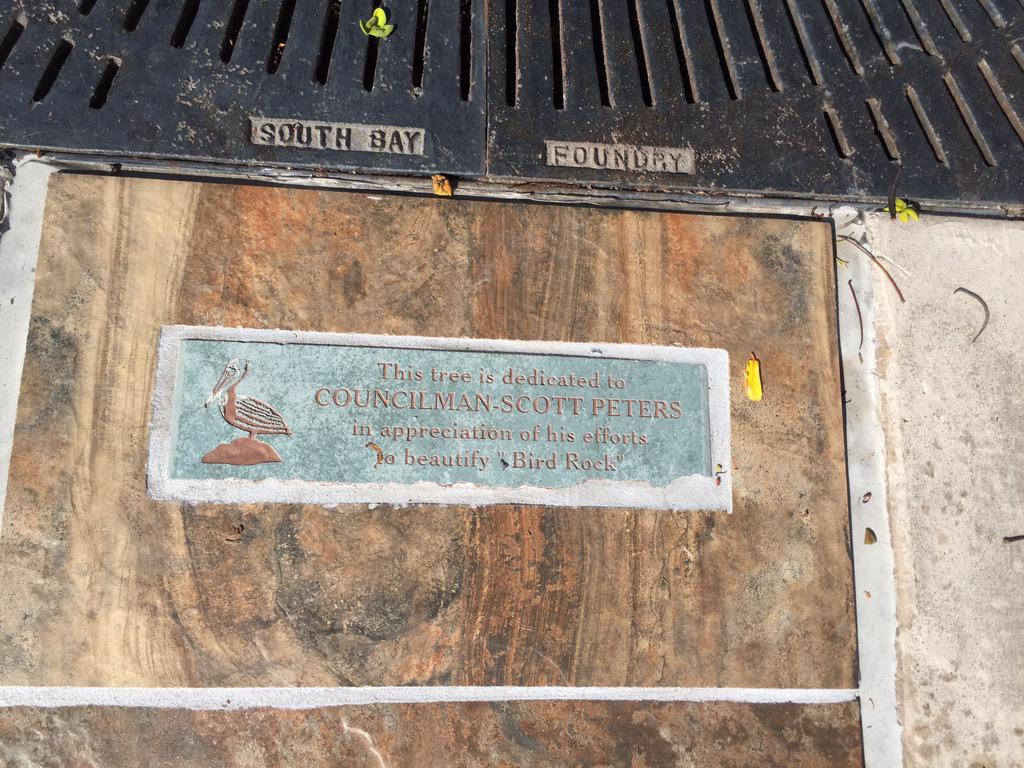 SOUTH BAY FOUNDRY
This tree is dedicated to
COUNCILMAN-SCOTT PETERS
in appreciation of his efforts
to beautify "Bird Rock"